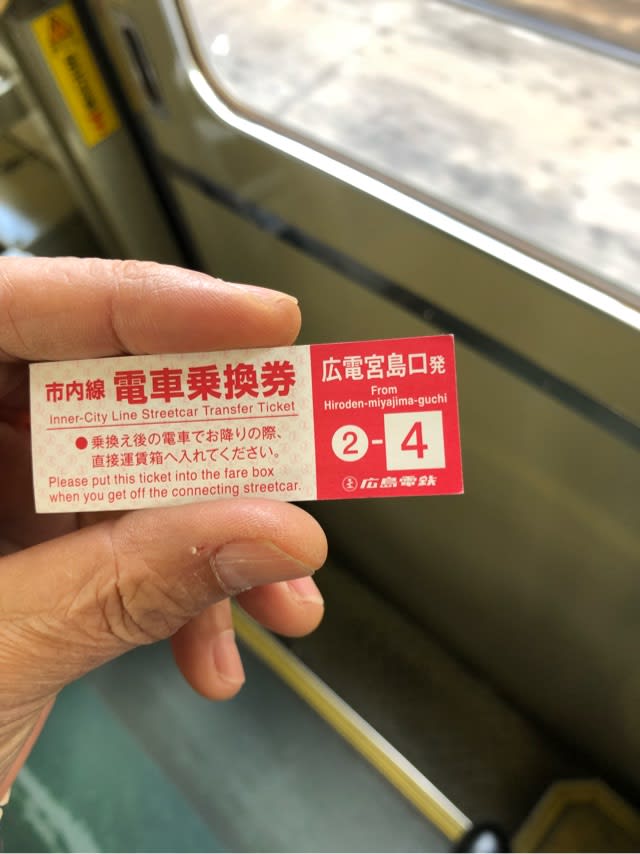 市内線 電車乗換券
Inner-City Line Streetcar Transfer Ticket
●乗換え後の電車でお降りの際、
直接運賃箱へ入れてください。
Please put this ticket into the fare box
when you get off the connecting streetcar.
広電宮島口発
From
Hiroden-miyajima-guchi
2-4
広島電鉄